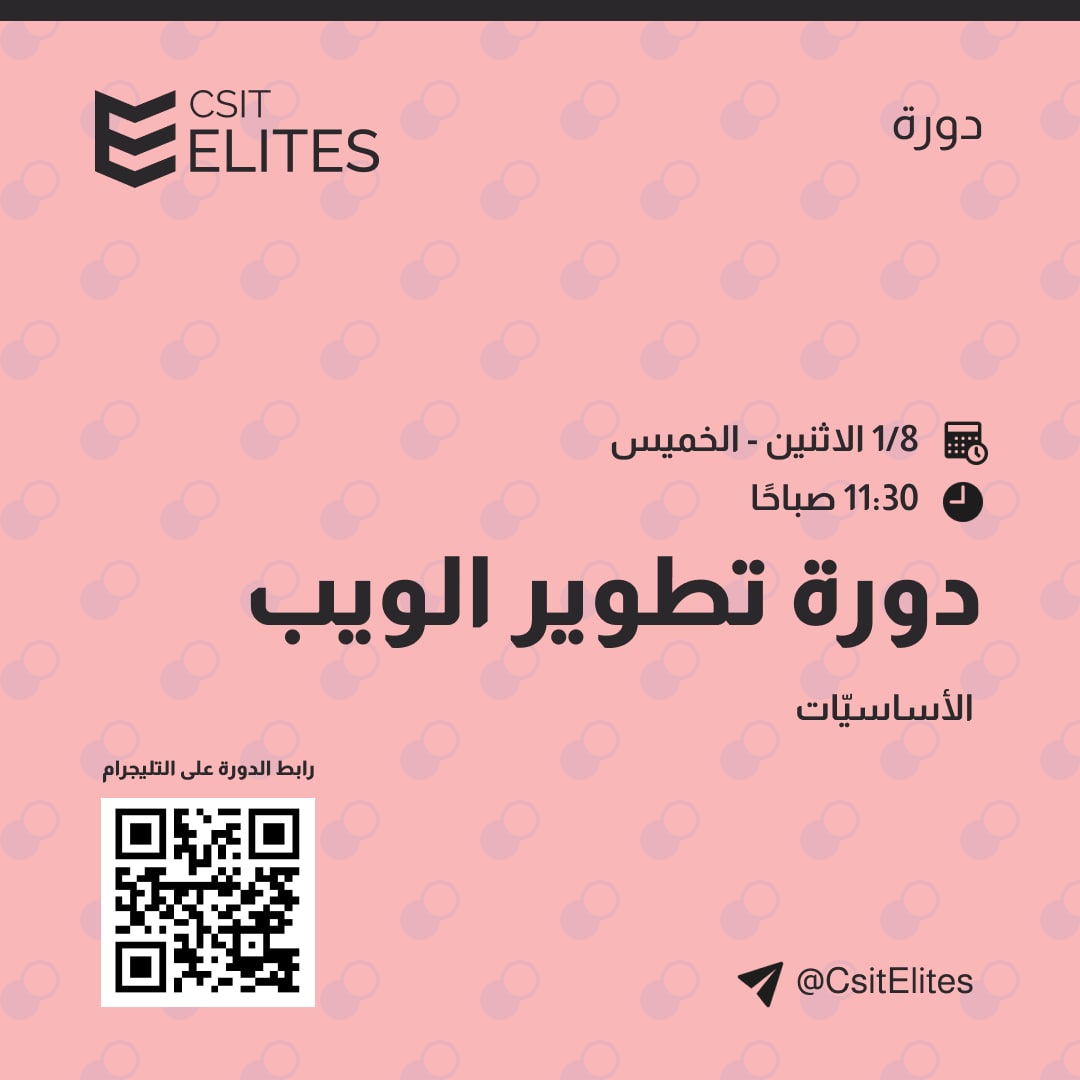 CSIT
ELITES
دورة
1/8 الاثنين - الخميس
11:30 صباحًا
دورة تطوير الويب
الأساسيّات
رابط الدورة على التليجرام
@CsitElites